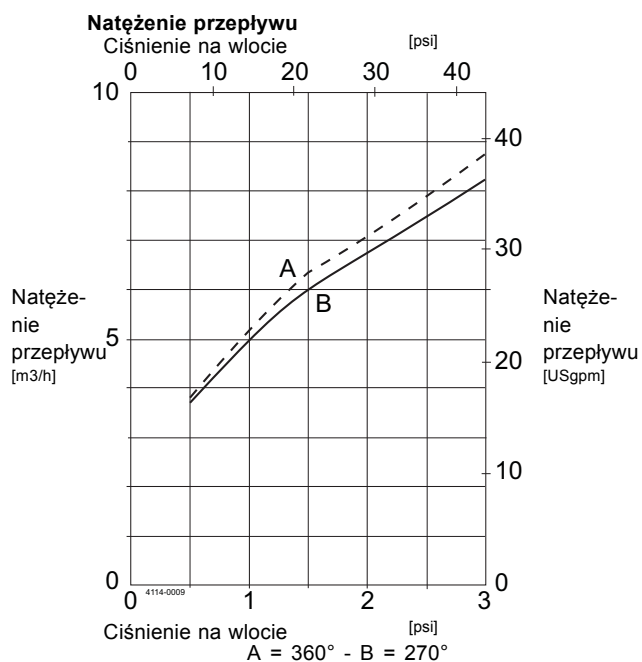 Natężenie przepływu
Ciśnienie na wlocie [psi]
0 10 20 30 40
10
40
A
30
B
Natęże-
nie
przepływu
[m3/h]
5
Natęże-
nie
przepływu
[USgpm]
20
10
0
0
4114-0009
0 1 2 3
Ciśnienie na wlocie [psi]
A = 360° - B = 270°